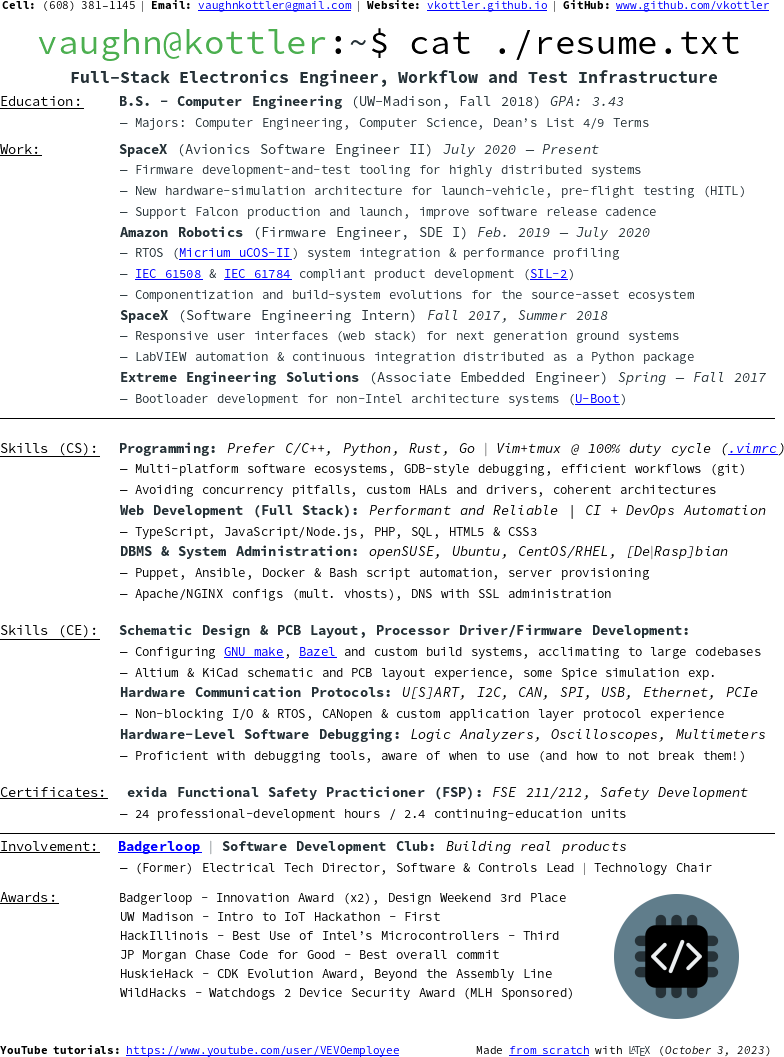 Cell: (608) 381-1145 | Email: vaughnkottler@gmail.com | Website: vkottler.github.io | GitHub: www.github.com/vkottler
vaughn@kottler:~$ cat ./resume.txt
Full-Stack Electronics Engineer, Workflow and Test Infrastructure
Education: B.S. - Computer Engineering (UW-Madison, Fall 2018) GPA: 3.43
— Majors: Computer Engineering, Computer Science, Dean's List 4/9 Terms
Work: SpaceX (Avionics Software Engineer II) July 2020 — Present
— Firmware development-and-test tooling for highly distributed systems
— New hardware-simulation architecture for launch-vehicle, pre-flight testing (HITL)
— Support Falcon production and launch, improve software release cadence
Amazon Robotics (Firmware Engineer, SDE I) Feb. 2019 — July 2020
— RTOS (Micrium uCOS-II) system integration & performance profiling
— IEC 61508 & IEC 61784 compliant product development (SIL-2)
— Componentization and build-system evolutions for the source-asset ecosystem
SpaceX (Software Engineering Intern) Fall 2017, Summer 2018
— Responsive user interfaces (web stack) for next generation ground systems
— LabVIEW automation & continuous integration distributed as a Python package
Extreme Engineering Solutions (Associate Embedded Engineer) Spring — Fall 2017
— Bootloader development for non-Intel architecture systems (U-Boot)
Skills (CS): Programming: Prefer C/C++, Python, Rust, Go | Vim+tmux @ 100% duty cycle (.vimrc)
— Multi-platform software ecosystems, GDB-style debugging, efficient workflows (git)
— Avoiding concurrency pitfalls, custom HALs and drivers, coherent architectures
Web Development (Full Stack): Performant and Reliable | CI + DevOps Automation
— TypeScript, JavaScript/Node.js, PHP, SQL, HTML5 & CSS3
DBMS & System Administration: openSUSE, Ubuntu, CentOS/RHEL, [De|Rasp]bian
— Puppet, Ansible, Docker & Bash script automation, server provisioning
— Apache/NGINX configs (mult. vhosts), DNS with SSL administration
Skills (CE): Schematic Design & PCB Layout, Processor Driver/Firmware Development:
— Configuring GNU make, Bazel and custom build systems, acclimating to large codebases
— Altium & KiCad schematic and PCB layout experience, some Spice simulation exp.
Hardware Communication Protocols: U[S]ART, I2C, CAN, SPI, USB, Ethernet, PCIe
— Non-blocking I/O & RTOS, CANopen & custom application layer protocol experience
Hardware-Level Software Debugging: Logic Analyzers, Oscilloscopes, Multimeters
— Proficient with debugging tools, aware of when to use (and how to not break them!)
Certificates: exida Functional Safety Practicioner (FSP): FSE 211/212, Safety Development
— 24 professional-development hours / 2.4 continuing-education units
Involvement: Badgerloop | Software Development Club: Building real products
— (Former) Electrical Tech Director, Software & Controls Lead | Technology Chair
Awards: Badgerloop - Innovation Award (x2), Design Weekend 3rd Place
UW Madison - Intro to IoT Hackathon - First
HackIllinois - Best Use of Intel's Microcontrollers - Third
JP Morgan Chase Code for Good - Best overall commit
HuskieHack - CDK Evolution Award, Beyond the Assembly Line
WildHacks - Watchdogs 2 Device Security Award (MLH Sponsored)
</>
YouTube tutorials: https://www.youtube.com/user/VEVOemployee Made from scratch with LATEX (October 3, 2023)